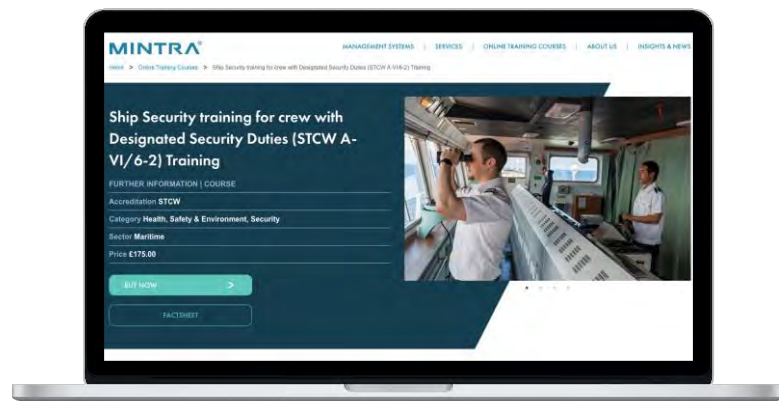 MINTRA
MANAGEMENT SYSTEMS | SERVICES | ONLINE TRAINING COURSES | ABOUT US | INSIGHTS & NEWS
Home > Online Training Courses > Ship Security training for crew with Designated Security Duties (STCW A-VI/6-2) Training
Ship Security training for crew with
Designated Security Duties (STCW A-
VI/6-2) Training
FURTHER INFORMATION | COURSE
Accreditation STCW
Category Health, Safety & Environment, Security
Sector Maritime
Price £175.00
BUY NOW >
FACTSHEET